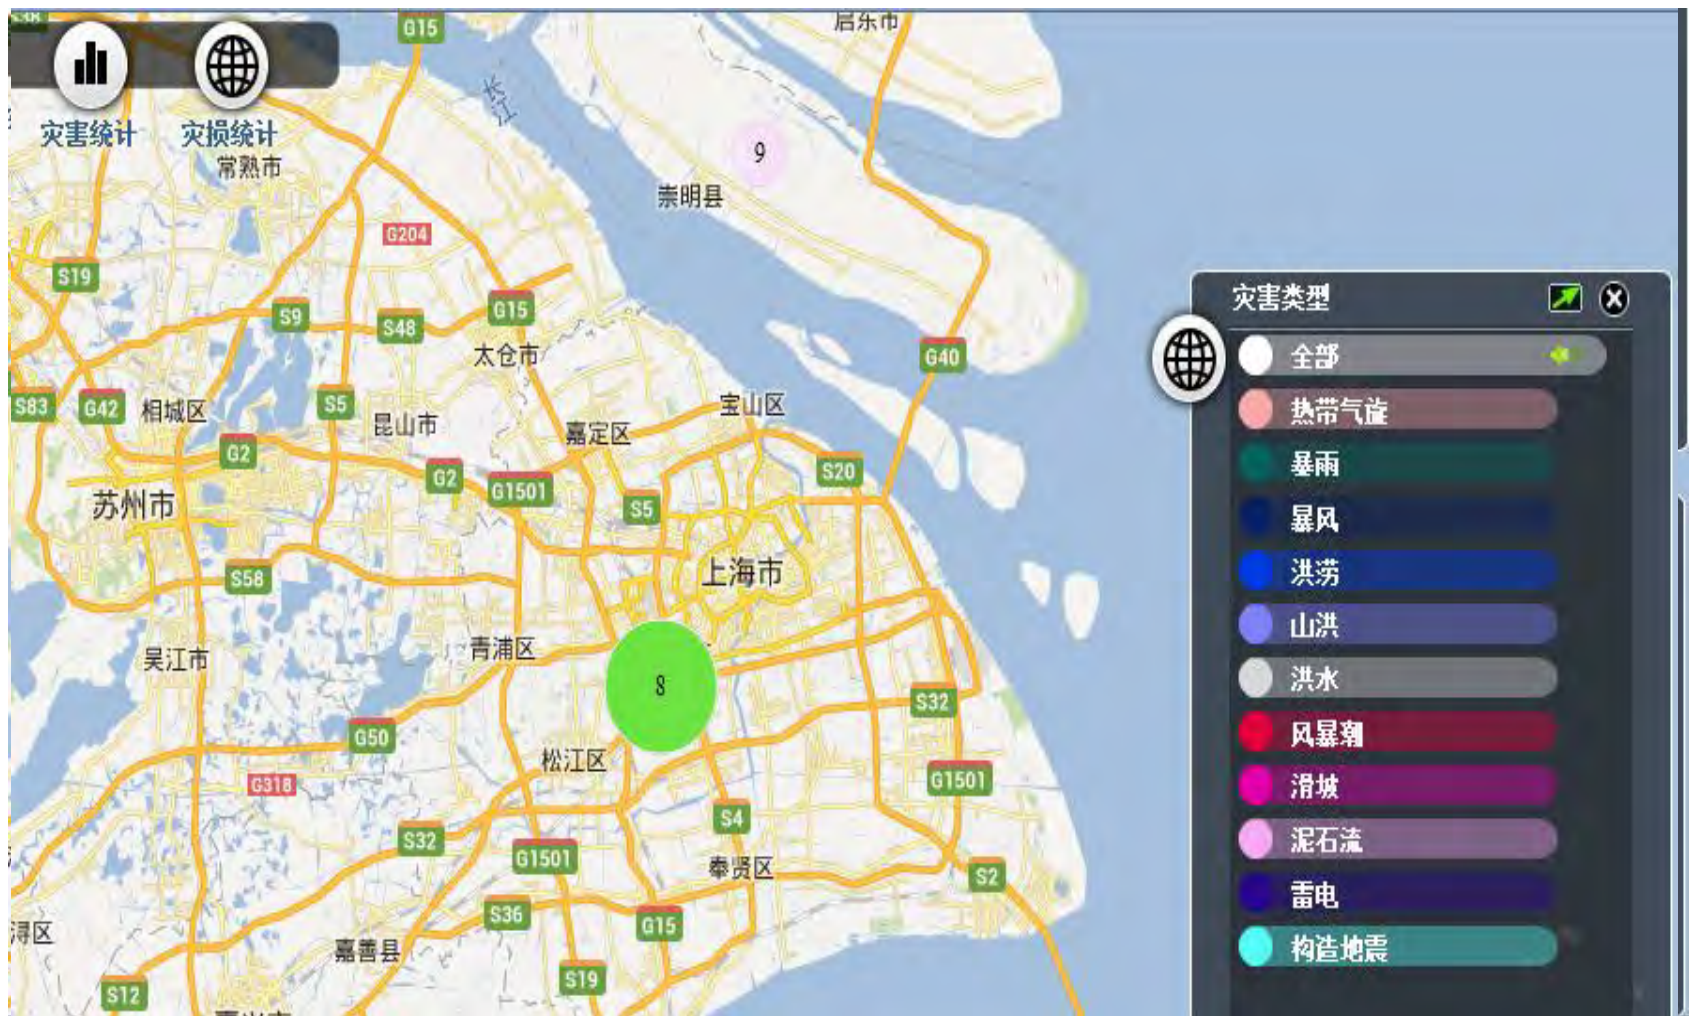 G15
启东市
灾害统计
灾损统计
常熟市
长江
9
崇明县
G204
S19
S9
S48
G15
太仓市
G40
S83
G42
相城区
S5
昆山市
宝山区
嘉定区
G2
G2
G1501
S20
苏州市
S5
S58
上海市
吴江市
青浦区
8
S32
G50
松江区
G318
G1501
S4
S32
G1501
奉贤区
S2
S36
G15
浔区
嘉善县
S19
S12
灾害类型
全部
热带气旋
暴雨
暴风
洪涝
山洪
洪水
风暴潮
滑坡
泥石流
雷电
构造地震